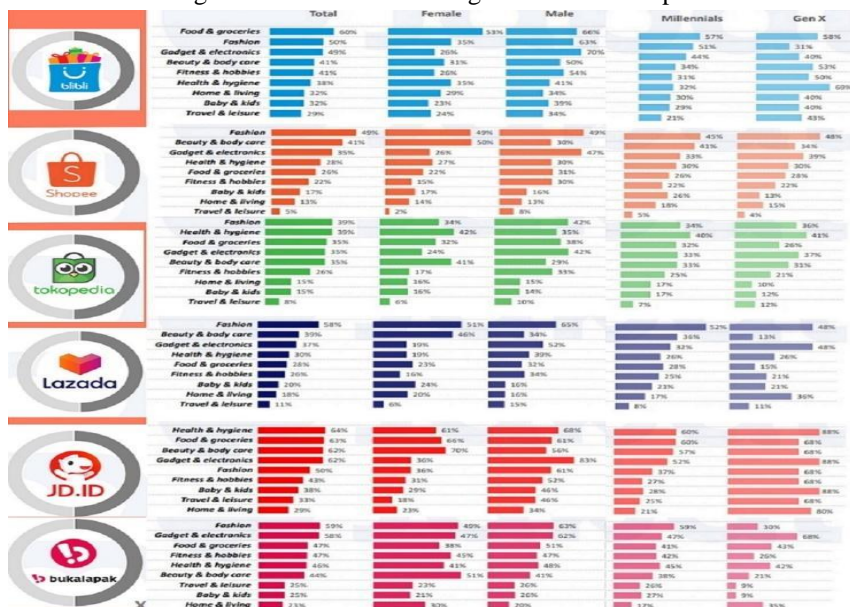 Total Female Male Millennials Gen X
blibli
Food & groceries 60% 53% 66% 57% 58%
Fashion 50% 35% 63% 51% 31%
Gadget & electronics 49% 26% 70% 44% 40%
Beauty & body care 41% 31% 50% 34% 52%
Fitness & hobbies 41% 26% 54% 31% 50%
Health & hygiene 38% 35% 41% 32% 69%
Home & living 32% 29% 34% 30% 40%
Baby & kids 32% 23% 39% 29% 40%
Travel & leisure 29% 24% 34% 21% 43%
Shopee
Fashion 49% 49% 49% 45% 48%
Beauty & body care 41% 50% 30% 41% 34%
Gadget & electronics 35% 26% 47% 33% 39%
Health & hygiene 28% 27% 30% 30% 30%
Food & groceries 26% 22% 31% 26% 28%
Fitness & hobbies 22% 15% 30% 22% 22%
Baby & kids 17% 17% 16% 26% 13%
Home & living 13% 14% 13% 18% 15%
Travel & leisure 5% 2% 8% 5% 4%
tokopedia
Fashion 39% 34% 42% 34% 36%
Health & hygiene 39% 42% 35% 40% 41%
Food & groceries 35% 32% 38% 32% 26%
Gadget & electronics 35% 24% 42% 33% 37%
Beauty & body care 35% 41% 29% 33% 31%
Fitness & hobbies 26% 17% 33% 25% 21%
Home & living 15% 16% 15% 17% 10%
Baby & kids 15% 16% 14% 17% 12%
Travel & leisure 8% 6% 10% 7% 12%
Lazada
Fashion 58% 51% 65% 52% 48%
Beauty & body care 39% 46% 34% 36% 13%
Gadget & electronics 37% 19% 52% 32% 48%
Health & hygiene 30% 19% 39% 26% 26%
Food & groceries 28% 23% 32% 28% 15%
Fitness & hobbies 26% 16% 34% 25% 21%
Baby & kids 20% 24% 16% 21%
Home & living 18% 20% 16% 17% 36%
Travel & leisure 11% 6% 15% 8% 11%
JD.ID
Health & hygiene 64% 61% 68% 60% 88%
Food & groceries 63% 66% 61% 60% 68%
Beauty & body care 62% 70% 56% 57% 68%
Gadget & electronics 62% 36% 83% 52% 88%
Fashion 50% 36% 61% 37% 68%
Fitness & hobbies 43% 31% 52% 27% 68%
Baby & kids 38% 29% 46% 28% 88%
Travel & leisure 33% 18% 46% 25% 68%
Home & living 29% 23% 34% 21% 80%
bukalapak
Fashion 59% 63% 59% 30%
Gadget & electronics 58% 47% 62% 47% 68%
Food & groceries 47% 38% 51% 41% 43%
Fitness & hobbies 47% 45% 47% 42% 26%
Health & hygiene 46% 41% 48% 45% 42%
Beauty & body care 44% 51% 41% 38% 21%
Travel & leisure 25% 23% 26% 26% 9%
Baby & kids 25% 21% 26% 27% 9%
Home & living 30% 20% 17% 35%